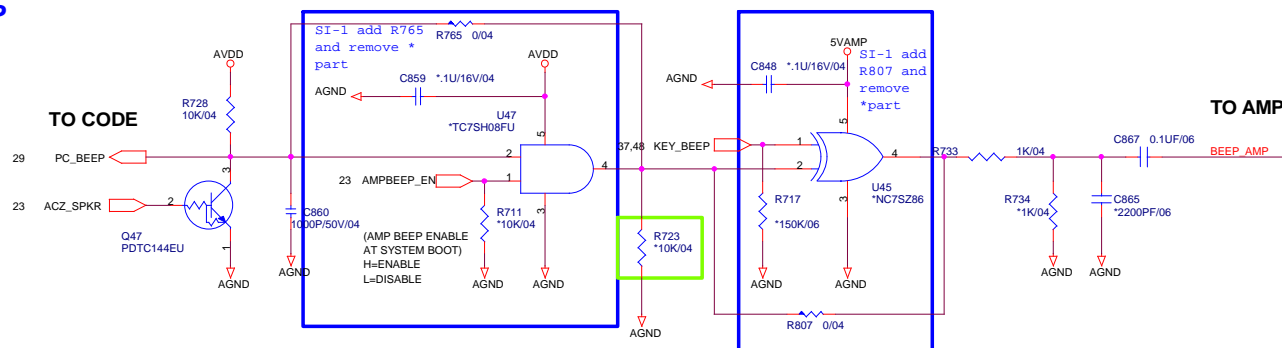 SI-1 add R765
and remove *
part
R765 0/04
AVDD
R728
10K/04
TO CODE
29 PC_BEEP
23 ACZ_SPKR
2
3
1
Q47
PDTC144EU
AGND
C860
1000P/50V/04
AGND
AVDD
C859 *.1U/16V/04
AGND
U47
*TC7SH08FU
5
2
1
4
3
23 AMPBEEP_EN
R711
*10K/04
(AMP BEEP ENABLE
AT SYSTEM BOOT)
H=ENABLE
L=DISABLE
AGND
AGND
R723
*10K/04
AGND
SI-1 add
R807 and
remove
*part
5VAMP
C848 *.1U/16V/04
AGND
37,48 KEY_BEEP
1
2
5
4
3
U45
*NC7SZ86
R717
*150K/06
AGND
AGND
R807 0/04
R733 1K/04
R734
*1K/04
AGND
C865
*2200PF/06
AGND
C867 0.1UF/06
TO AMP
BEEP_AMP